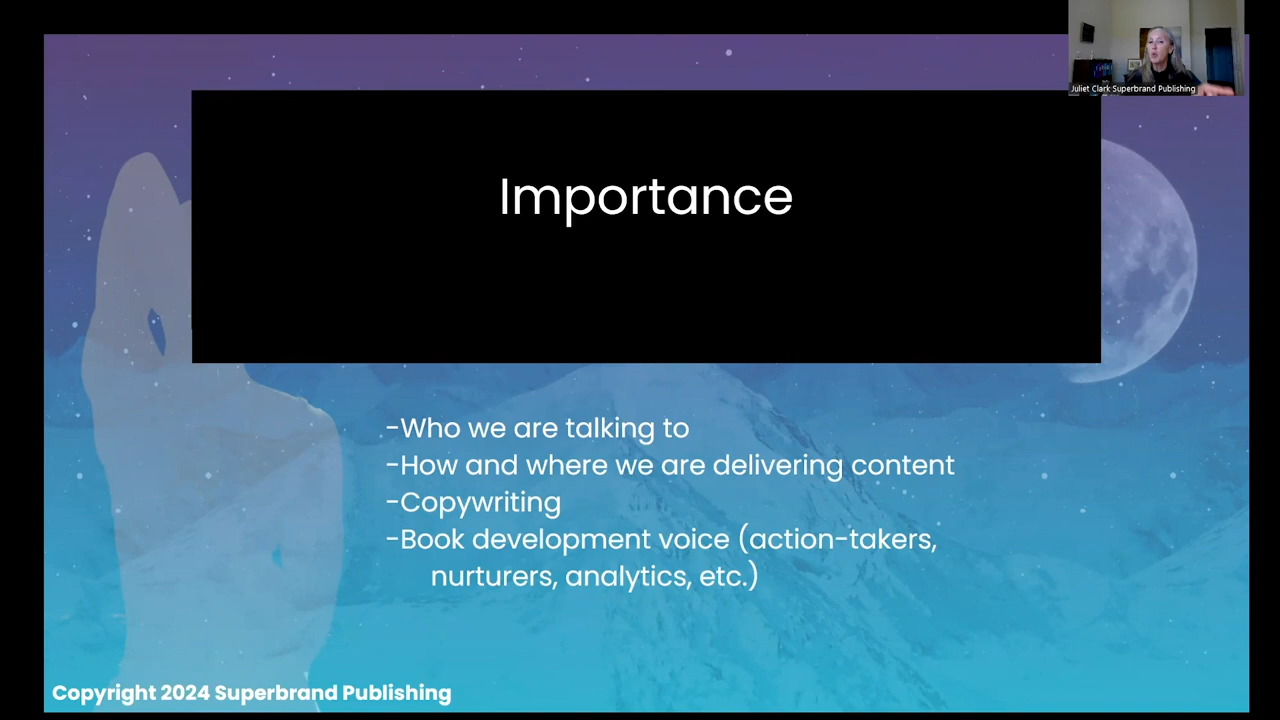 Juliet Clark Superbrand Publishing
Importance
-Who we are talking to
-How and where we are delivering content
-Copywriting
-Book development voice (action-takers,
nurturers, analytics, etc.)
Copyright 2024 Superbrand Publishing